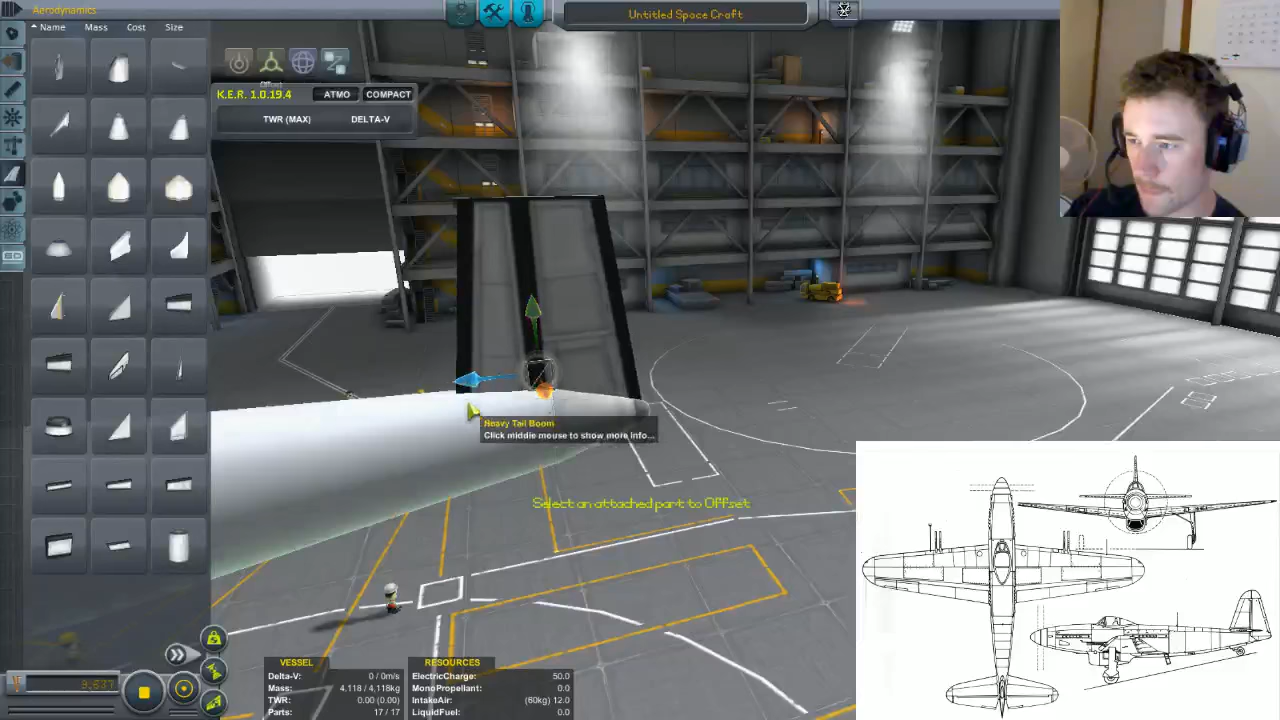 Aerodynamics
Untitled Space Craft
Name Mass Cost Size
Offset
K.E.R. 1.0.19.4 ATMO COMPACT
TWR (MAX) DELTA-V
Heavy Tail Boom
Click middle mouse to show more info...
Select an attached part to Offset
VESSEL
Delta-V: 0 / 0m/s
Mass: 4,118 / 4,118kg
TWR: 0.00 (0.00)
Parts: 17 / 17
RESOURCES
ElectricCharge: 50.0
MonoPropellant: 0.0
IntakeAir: (60kg) 12.0
LiquidFuel: 0.0